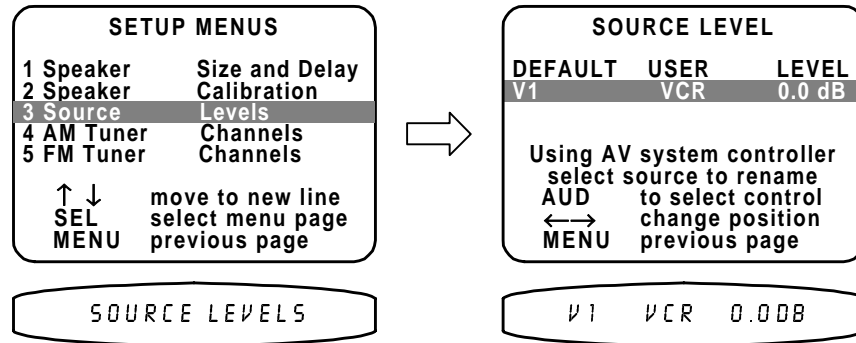 SETUP MENUS
1 Speaker Size and Delay
2 Speaker Calibration
3 Source Levels
4 AM Tuner Channels
5 FM Tuner Channels
↑ ↓ move to new line
SEL select menu page
MENU previous page
SOURCE LEVELS
SOURCE LEVEL
DEFAULT USER LEVEL
V1 VCR 0.0 dB
Using AV system controller
select source to rename
AUD to select control
←→ change position
MENU previous page
V1 VCR 0.0DB